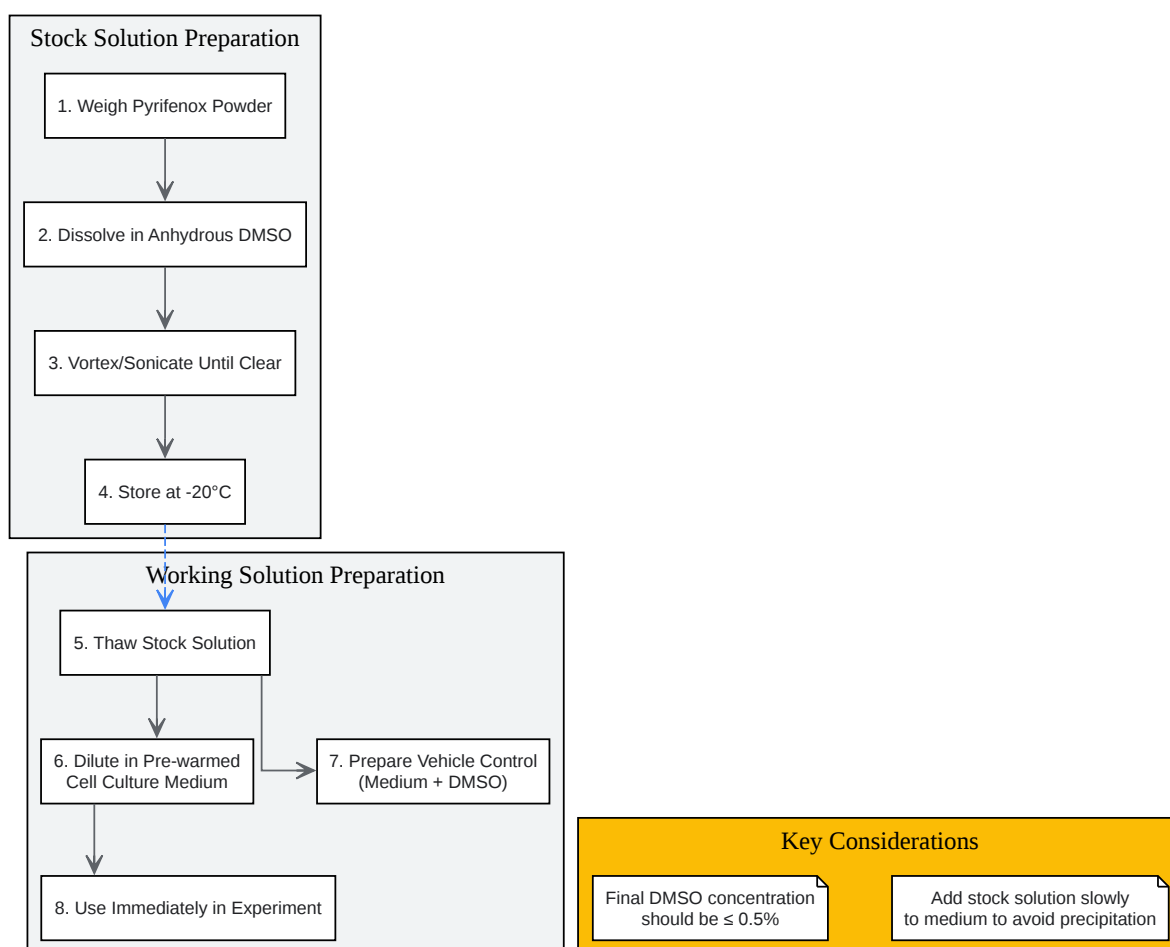 Stock Solution Preparation
1. Weigh Pyrifenox Powder
2. Dissolve in Anhydrous DMSO
3. Vortex/Sonicate Until Clear
4. Store at -20°C
Working Solution Preparation
5. Thaw Stock Solution
6. Dilute in Pre-warmed
Cell Culture Medium
7. Prepare Vehicle Control
(Medium + DMSO)
8. Use Immediately in Experiment
Key Considerations
Final DMSO concentration
should be ≤ 0.5%
Add stock solution slowly
to medium to avoid precipitation